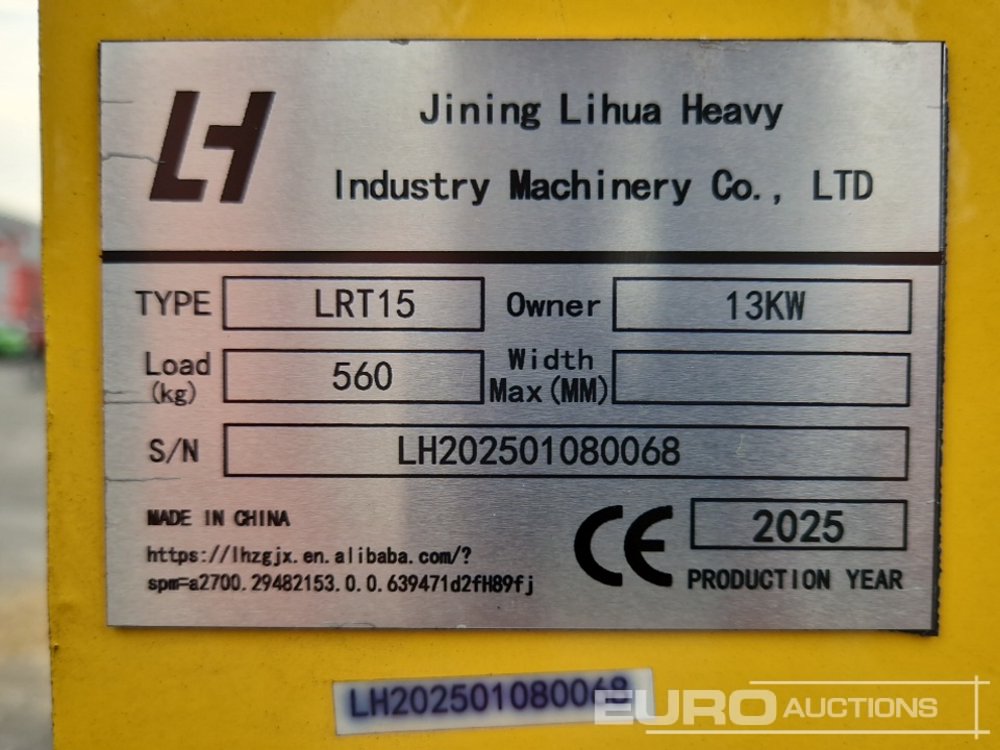 LH
Jining Lihua Heavy
Industry Machinery Co., LTD
TYPE LRT15 Owner 13KW
Load (kg) 560 Width Max(MM)
S/N LH202501080068
MADE IN CHINA
https://lhzgjx.en.alibaba.com/?
spm=a2700.29482153.0.0.639471d2fH89fj
CE 2025
PRODUCTION YEAR
LH202501080068
EURO AUCTIONS